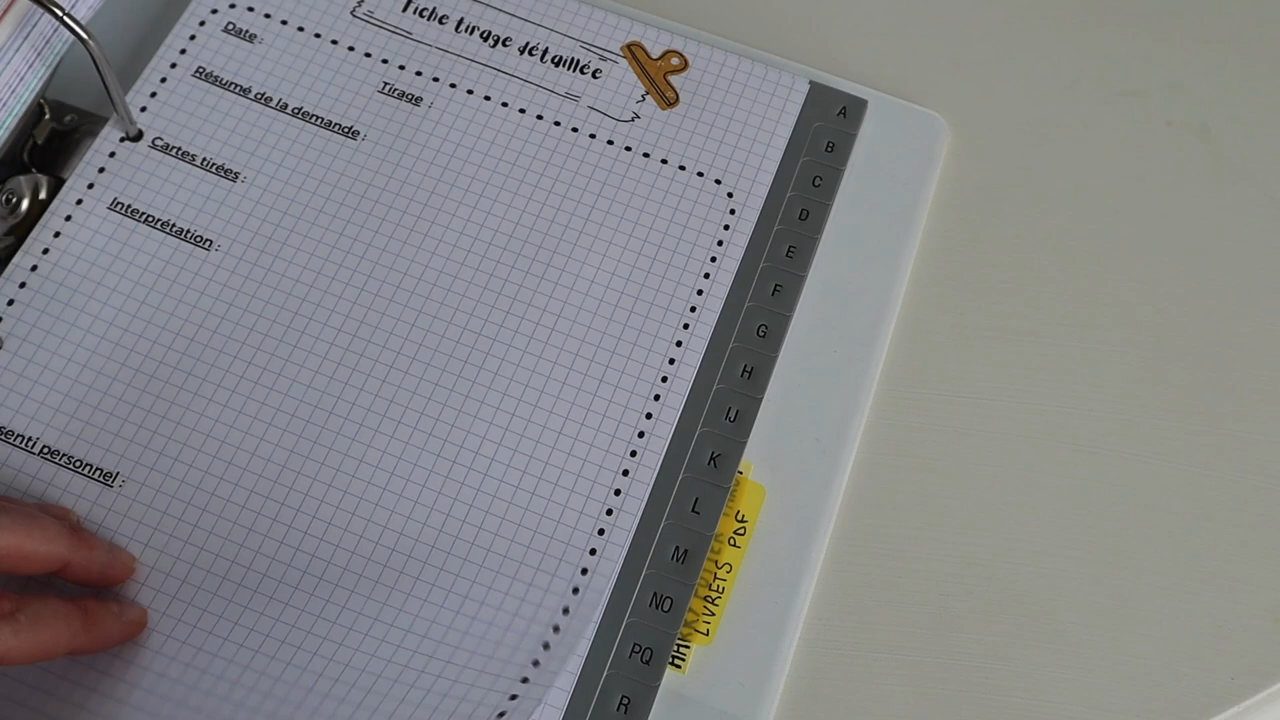 Fiche tirage détaillée
Date :
Tirage :
Résumé de la demande :
Cartes tirées :
Interprétation :
senti personnel :
A
B
C
D
E
F
G
H
IJ
K
L
M
NO
PQ
R
LIVRETS PDF